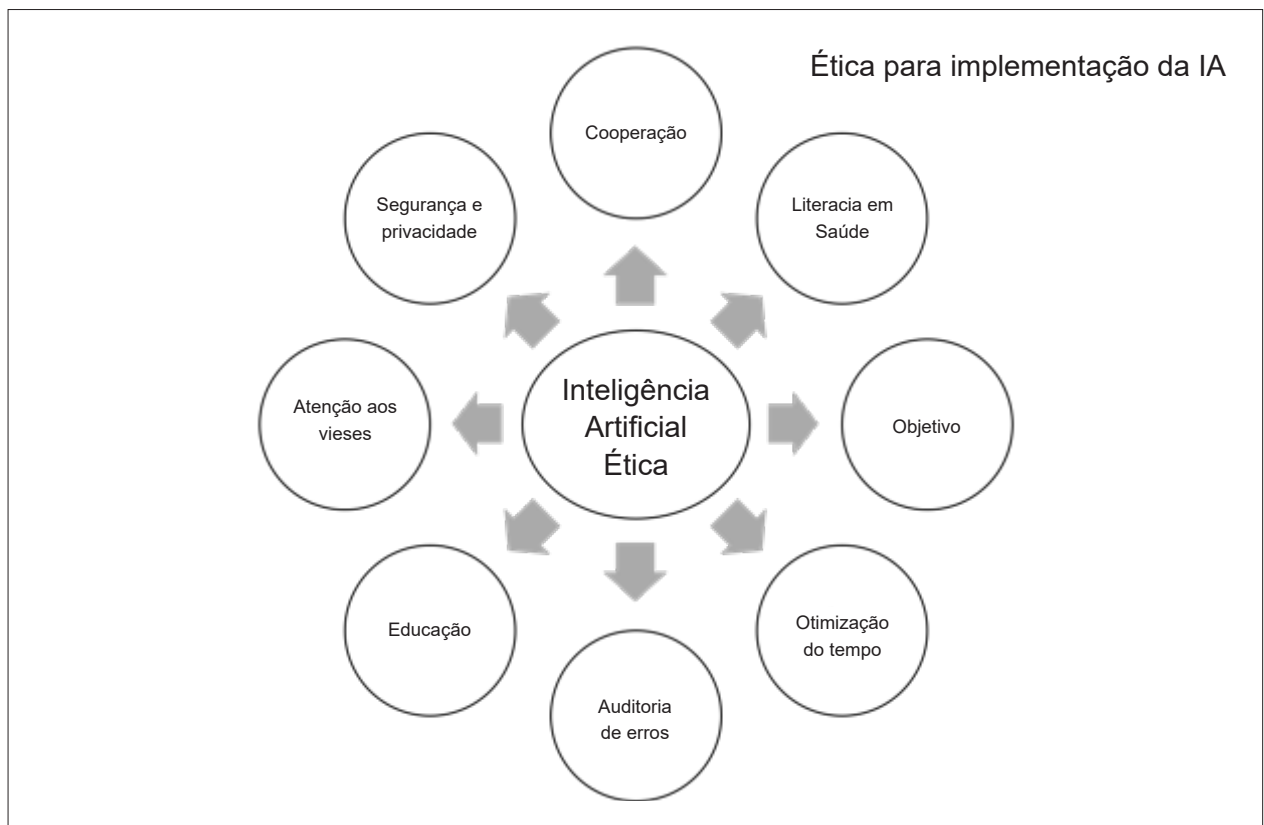 Ética para implementação da IA
Cooperação
Segurança e
privacidade
Literacia em
Saúde
Inteligência
Artificial
Ética
Atenção aos
vieses
Objetivo
Educação
Otimização
do tempo
Auditoria
de erros